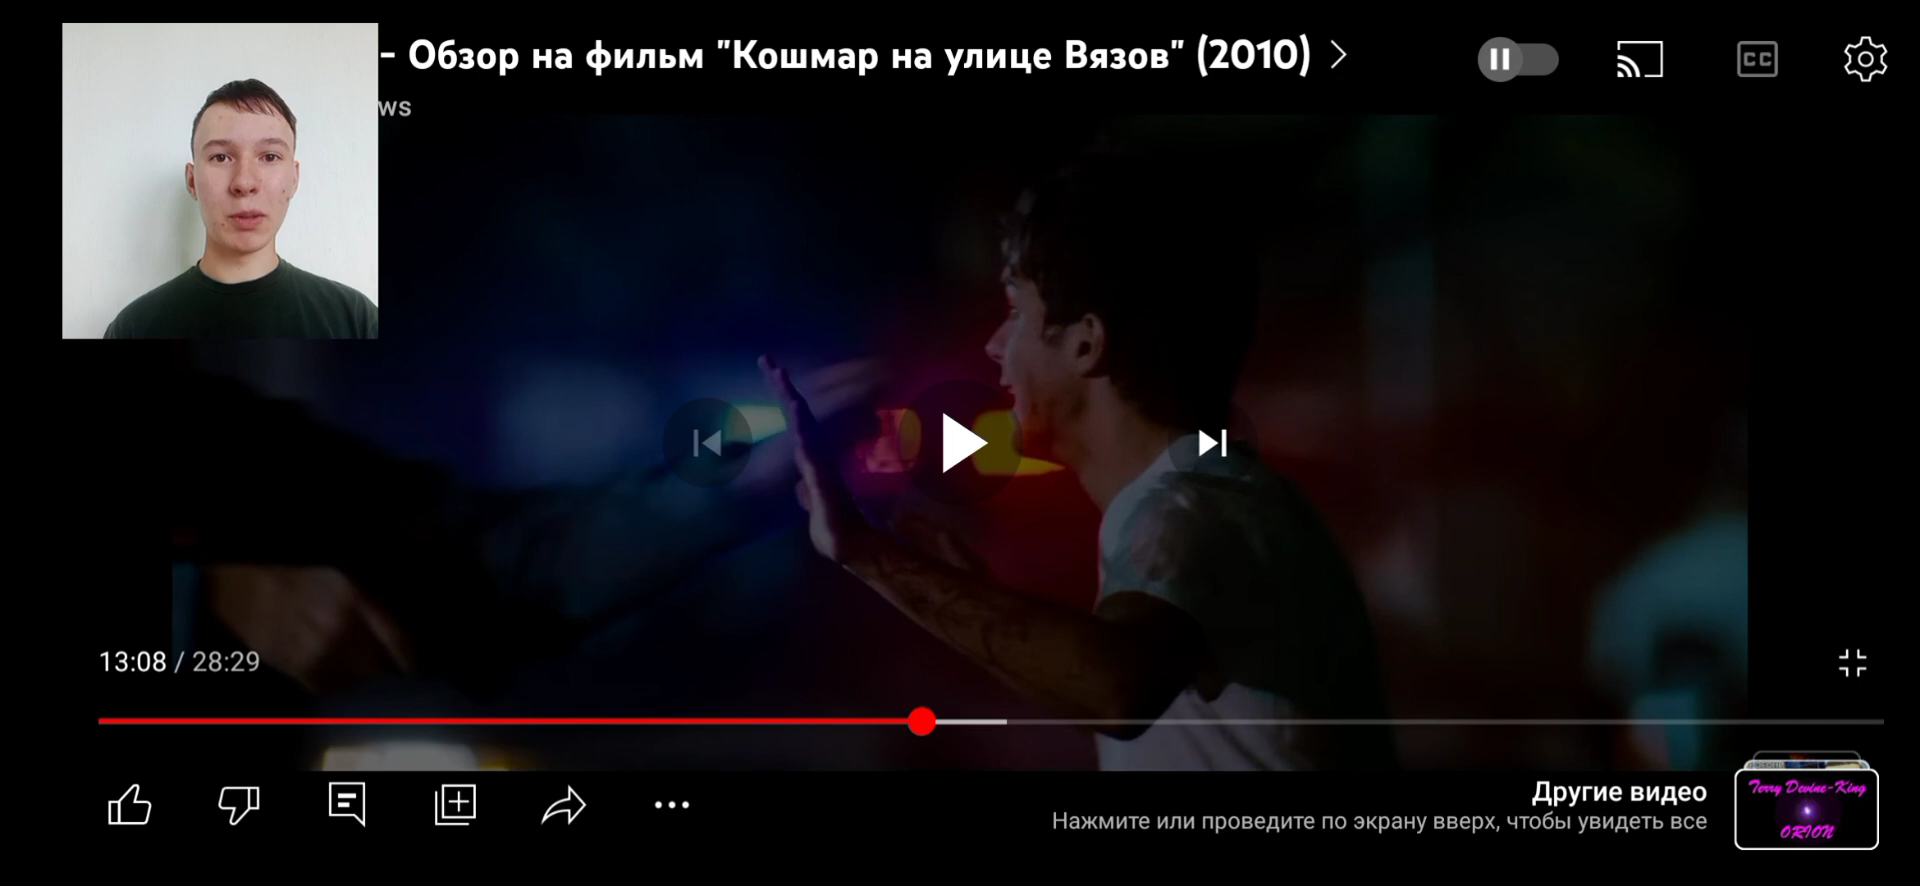 - Обзор на фильм "Кошмар на улице Вязов" (2010)
ws
CC
13:08 / 28:29
Другие видео
Нажмите или проведите по экрану вверх, чтобы увидеть все
Terry Devine-King
ORION